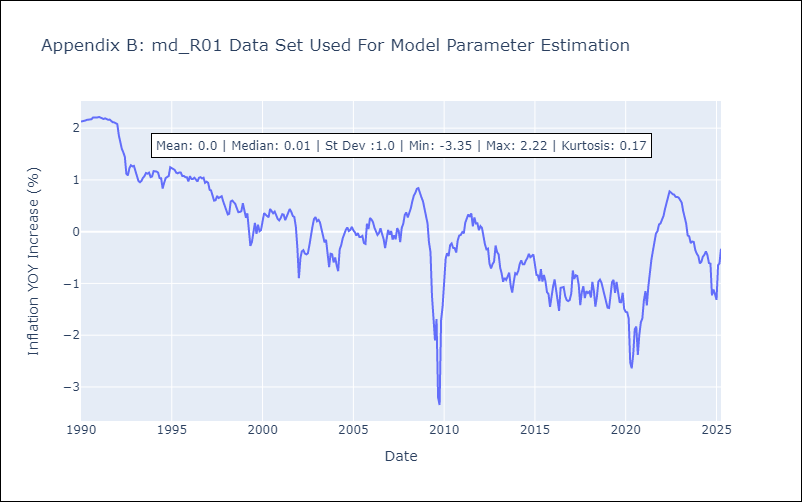 Appendix B: md_R01 Data Set Used For Model Parameter Estimation
Mean: 0.0 | Median: 0.01 | St Dev :1.0 | Min: -3.35 | Max: 2.22 | Kurtosis: 0.17
Inflation YOY Increase (%)
2
1
0
−1
−2
−3
1990 1995 2000 2005 2010 2015 2020 2025
Date